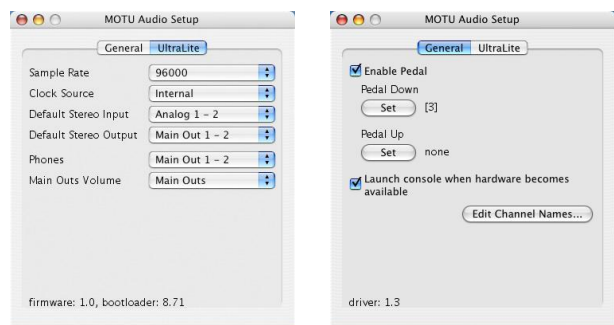 MOTU Audio Setup
General UltraLite
Sample Rate 96000
Clock Source Internal
Default Stereo Input Analog 1 – 2
Default Stereo Output Main Out 1 – 2
Phones Main Out 1 – 2
Main Outs Volume Main Outs
firmware: 1.0, bootloader: 8.71
MOTU Audio Setup
General UltraLite
Enable Pedal
Pedal Down
Set [3]
Pedal Up
Set none
Launch console when hardware becomes
available
Edit Channel Names...
driver: 1.3